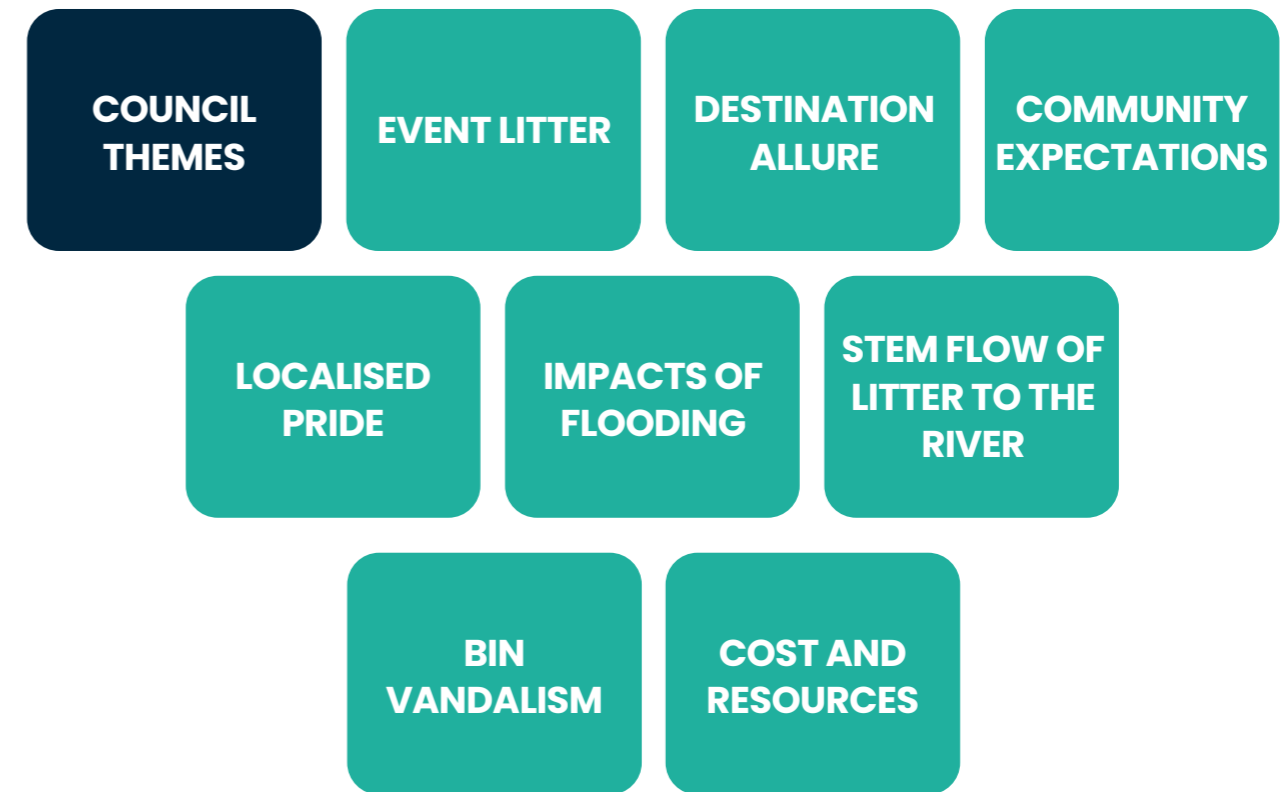 COUNCIL
THEMES
EVENT LITTER
DESTINATION
ALLURE
COMMUNITY
EXPECTATIONS
LOCALISED
PRIDE
IMPACTS OF
FLOODING
STEM FLOW OF
LITTER TO THE
RIVER
BIN
VANDALISM
COST AND
RESOURCES